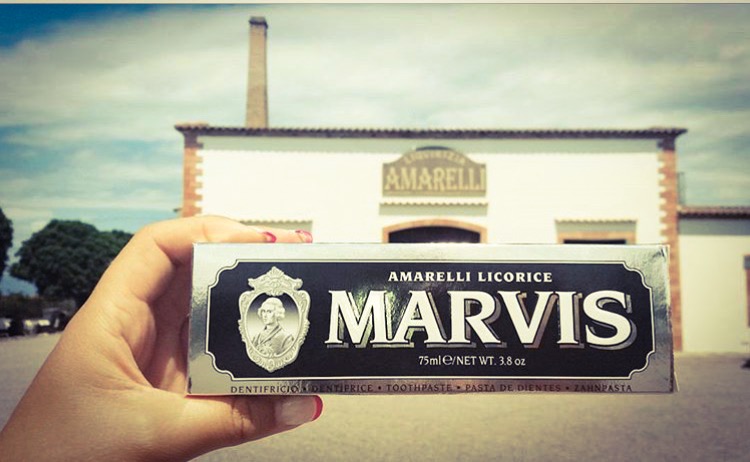 LIQUIRIZIA
AMARELLI
AMARELLI LICORICE
MARVIS
75ml ℮/NET WT. 3.8 oz
DENTIFRICIO • DENTIFRICE • TOOTHPASTE • PASTA DE DIENTES • ZAHNPASTA